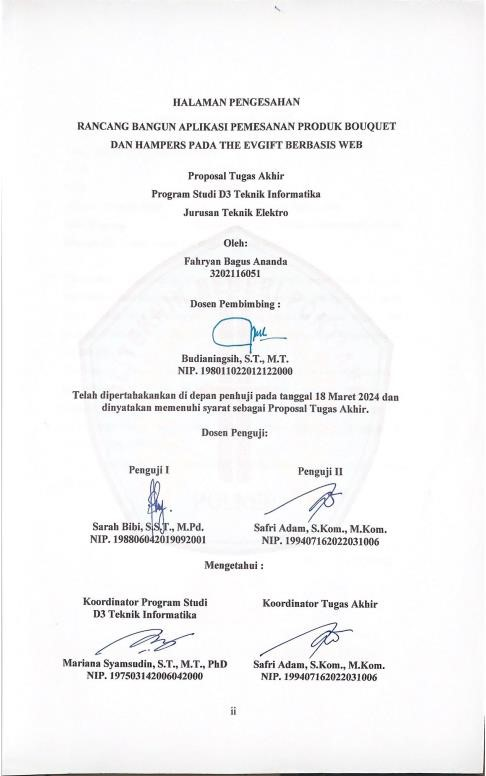 HALAMAN PENGESAHAN
RANCANG BANGUN APLIKASI PEMESANAN PRODUK BOUQUET
DAN HAMPERS PADA THE EVGIFT BERBASIS WEB
Proposal Tugas Akhir
Program Studi D3 Teknik Informatika
Jurusan Teknik Elektro
Oleh:
Fahryan Bagus Ananda
3202116051
Dosen Pembimbing :
Budianingsih, S.T., M.T.
NIP. 198011022012122000
Telah dipertahakankan di depan penhuji pada tanggal 18 Maret 2024 dan
dinyatakan memenuhi syarat sebagai Proposal Tugas Akhir.
Dosen Penguji:
Penguji I
Sarah Bibi, S.S.T., M.Pd.
NIP. 198806042019092001
Penguji II
Safri Adam, S.Kom., M.Kom.
NIP. 199407162022031006
Mengetahui :
Koordinator Program Studi
D3 Teknik Informatika
Mariana Syamsudin, S.T., M.T., PhD
NIP. 197503142006042000
Koordinator Tugas Akhir
Safri Adam, S.Kom., M.Kom.
NIP. 199407162022031006
ii